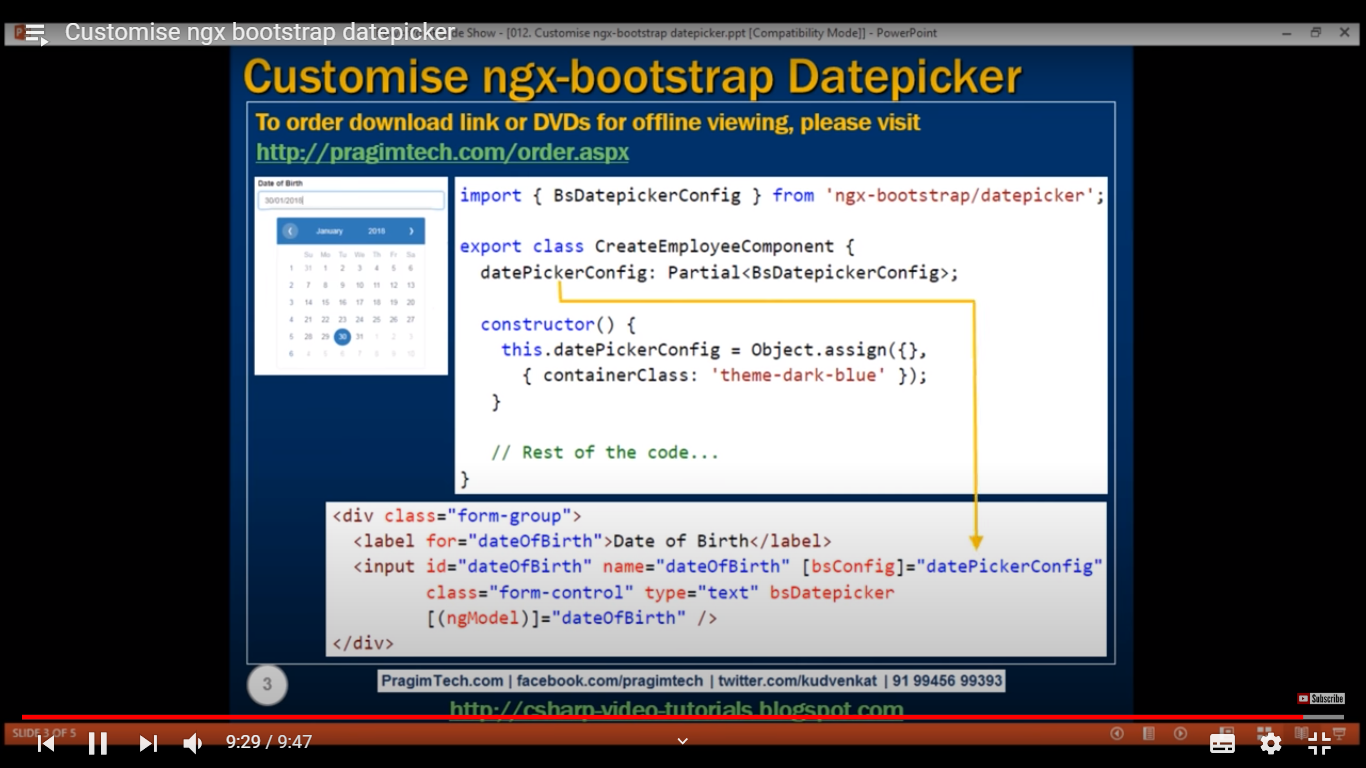 Customise ngx bootstrap datepicker
de Show - [012. Customise ngx-bootstrap datepicker.ppt [Compatibility Mode]] - PowerPoint
Customise ngx-bootstrap Datepicker
To order download link or DVDs for offline viewing, please visit
http://pragimtech.com/order.aspx
Date of Birth
30/01/2018
January 2018
Su Mo Tu We Th Fr Sa
1 31 1 2 3 4 5 6
2 7 8 9 10 11 12 13
3 14 15 16 17 18 19 20
4 21 22 23 24 25 26 27
5 28 29 30 31 1 2 3
6 4 5 6 7 8 9 10
import { BsDatepickerConfig } from 'ngx-bootstrap/datepicker';
export class CreateEmployeeComponent {
datePickerConfig: Partial<BsDatepickerConfig>;
constructor() {
this.datePickerConfig = Object.assign({},
{ containerClass: 'theme-dark-blue' });
}
// Rest of the code...
}
<div class="form-group">
<label for="dateOfBirth">Date of Birth</label>
<input id="dateOfBirth" name="dateOfBirth" [bsConfig]="datePickerConfig"
class="form-control" type="text" bsDatepicker
[(ngModel)]="dateOfBirth" />
</div>
3
PragimTech.com | facebook.com/pragimtech | twitter.com/kudvenkat | 91 99456 99393
http://csharp-video-tutorials.blogspot.com
Subscribe
SLIDE 3 OF 5
9:29 / 9:47